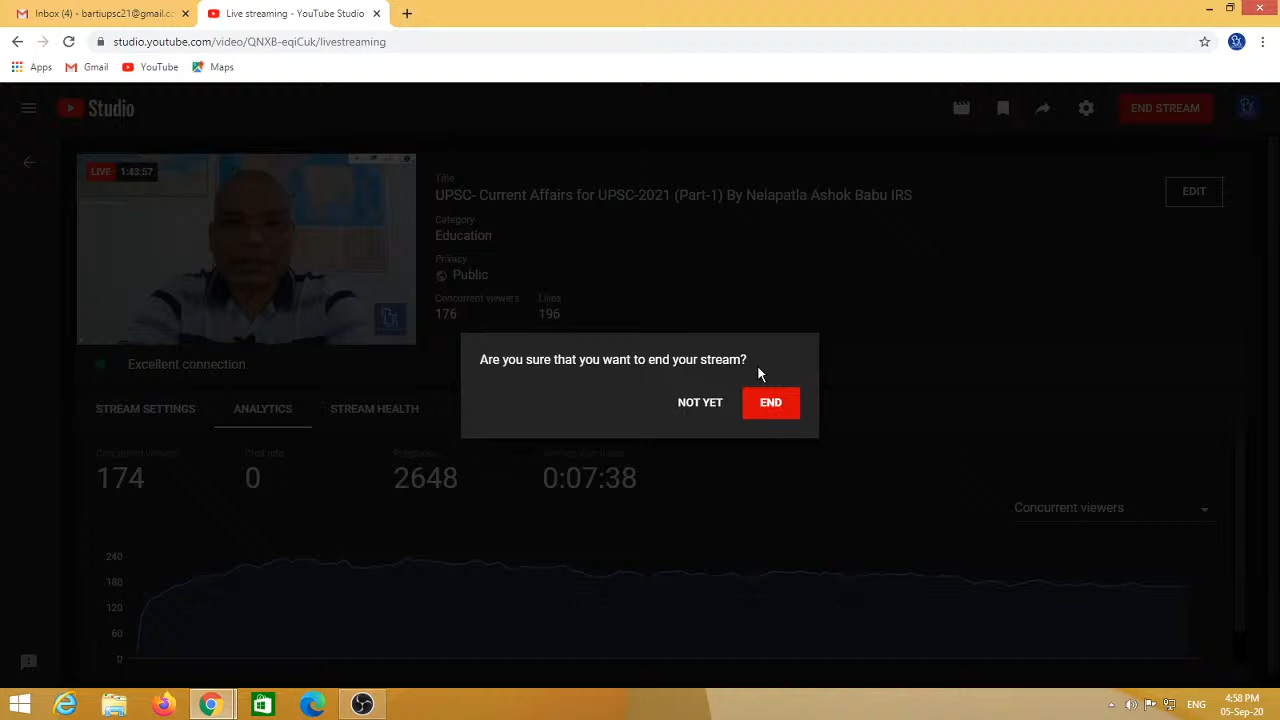 Inbox (4) - bartiupsc21@gmail.cc
Live streaming - YouTube Studio
studio.youtube.com/video/QNXB-eqiCuk/livestreaming
Apps Gmail YouTube Maps
Studio
END STREAM
LIVE 1:43:57
Title
UPSC- Current Affairs for UPSC-2021 (Part-1) By Nelapatla Ashok Babu IRS
EDIT
Category
Education
Privacy
Public
Concurrent viewers Likes
176 196
Are you sure that you want to end your stream?
NOT YET END
Excellent connection
STREAM SETTINGS ANALYTICS STREAM HEALTH
Concurrent viewers Chat rate
174 0 2648 0:07:38
Concurrent viewers
240
180
120
60
0
ENG
4:58 PM
05-Sep-20